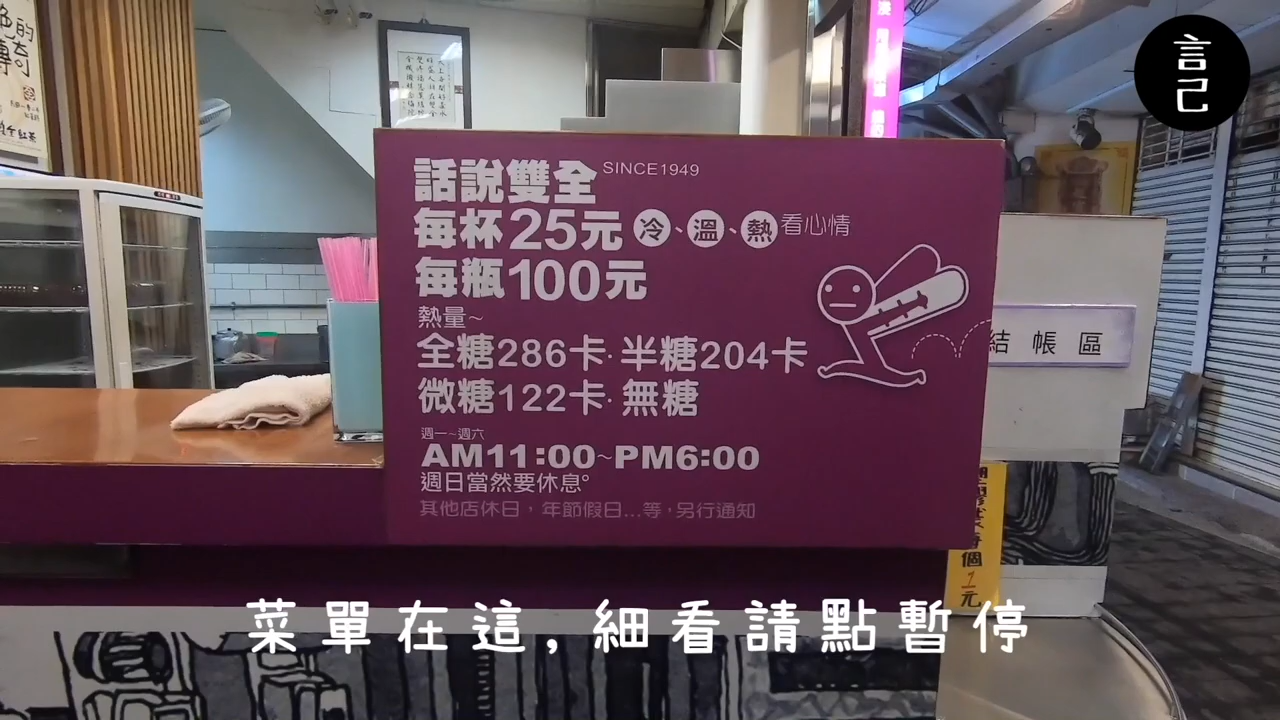 言己
話說雙全 SINCE1949
每杯25元 冷、溫、熱 看心情
每瓶100元
熱量~
全糖286卡·半糖204卡
微糖122卡·無糖
週一~週六
AM11:00~PM6:00
週日當然要休息°
其他店休日,年節假日...等,另行通知
結帳區
個1元
菜單在這,細看請點暫停